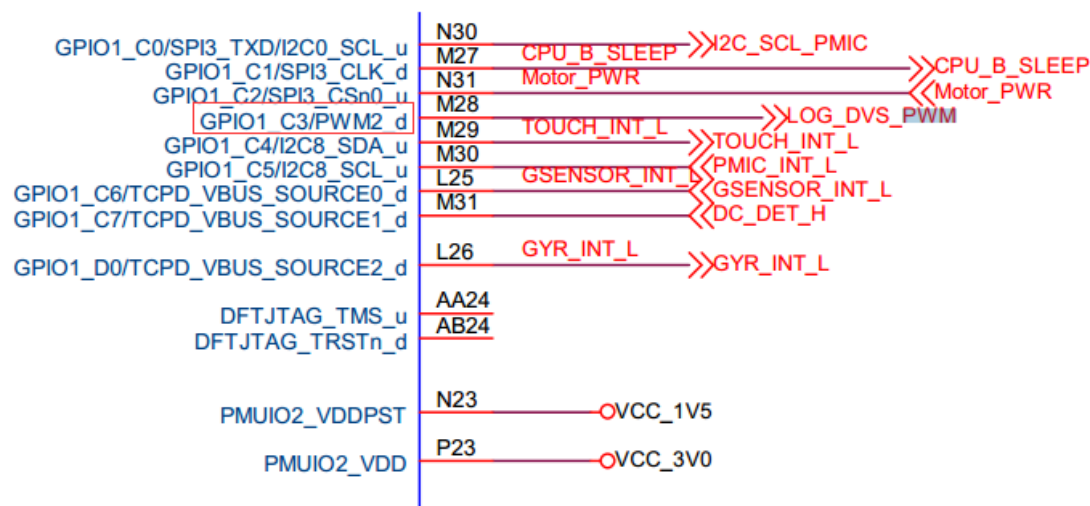 GPIO1_C0/SPI3_TXD/I2C0_SCL_u N30 I2C_SCL_PMIC
GPIO1_C1/SPI3_CLK_d M27 CPU_B_SLEEP CPU_B_SLEEP
GPIO1_C2/SPI3_CSn0_u N31 Motor_PWR Motor_PWR
GPIO1_C3/PWM2_d M28 LOG_DVS_PWM
GPIO1_C4/I2C8_SDA_u M29 TOUCH_INT_L TOUCH_INT_L
GPIO1_C5/I2C8_SCL_u M30 PMIC_INT_L
GPIO1_C6/TCPD_VBUS_SOURCE0_d L25 GSENSOR_INT_L GSENSOR_INT_L
GPIO1_C7/TCPD_VBUS_SOURCE1_d M31 DC_DET_H
GPIO1_D0/TCPD_VBUS_SOURCE2_d L26 GYR_INT_L GYR_INT_L
DFTJTAG_TMS_u AA24
DFTJTAG_TRSTn_d AB24
PMUIO2_VDDPST N23 VCC_1V5
PMUIO2_VDD P23 VCC_3V0